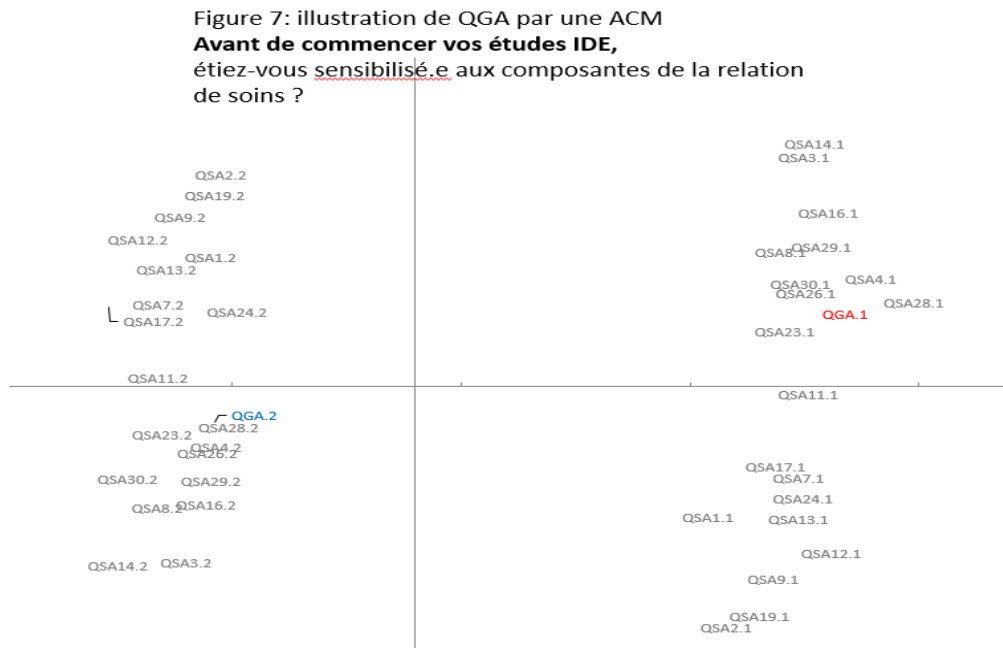 Figure 7: illustration de QGA par une ACM
Avant de commencer vos études IDE,
étiez-vous sensibilisé.e aux composantes de la relation
de soins ?
QSA14.1
QSA3.1
QSA2.2
QSA19.2
QSA16.1
QSA9.2
QSA12.2
QSA29.1
QSA8.1
QSA1.2
QSA13.2
QSA4.1
QSA30.1
QSA26.1
QSA28.1
QSA7.2
QSA24.2
QGA.1
QSA17.2
QSA23.1
QSA11.2
QSA11.1
QGA.2
QSA28.2
QSA23.2
QSA4.2
QSA26.2
QSA17.1
QSA7.1
QSA30.2
QSA29.2
QSA24.1
QSA16.2
QSA8.2
QSA1.1
QSA13.1
QSA12.1
QSA3.2
QSA14.2
QSA9.1
QSA19.1
QSA2.1